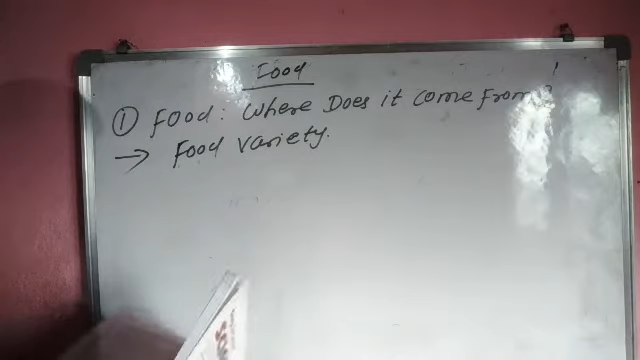 Food
① Food: Where Does it come from?
→ Food Variety.